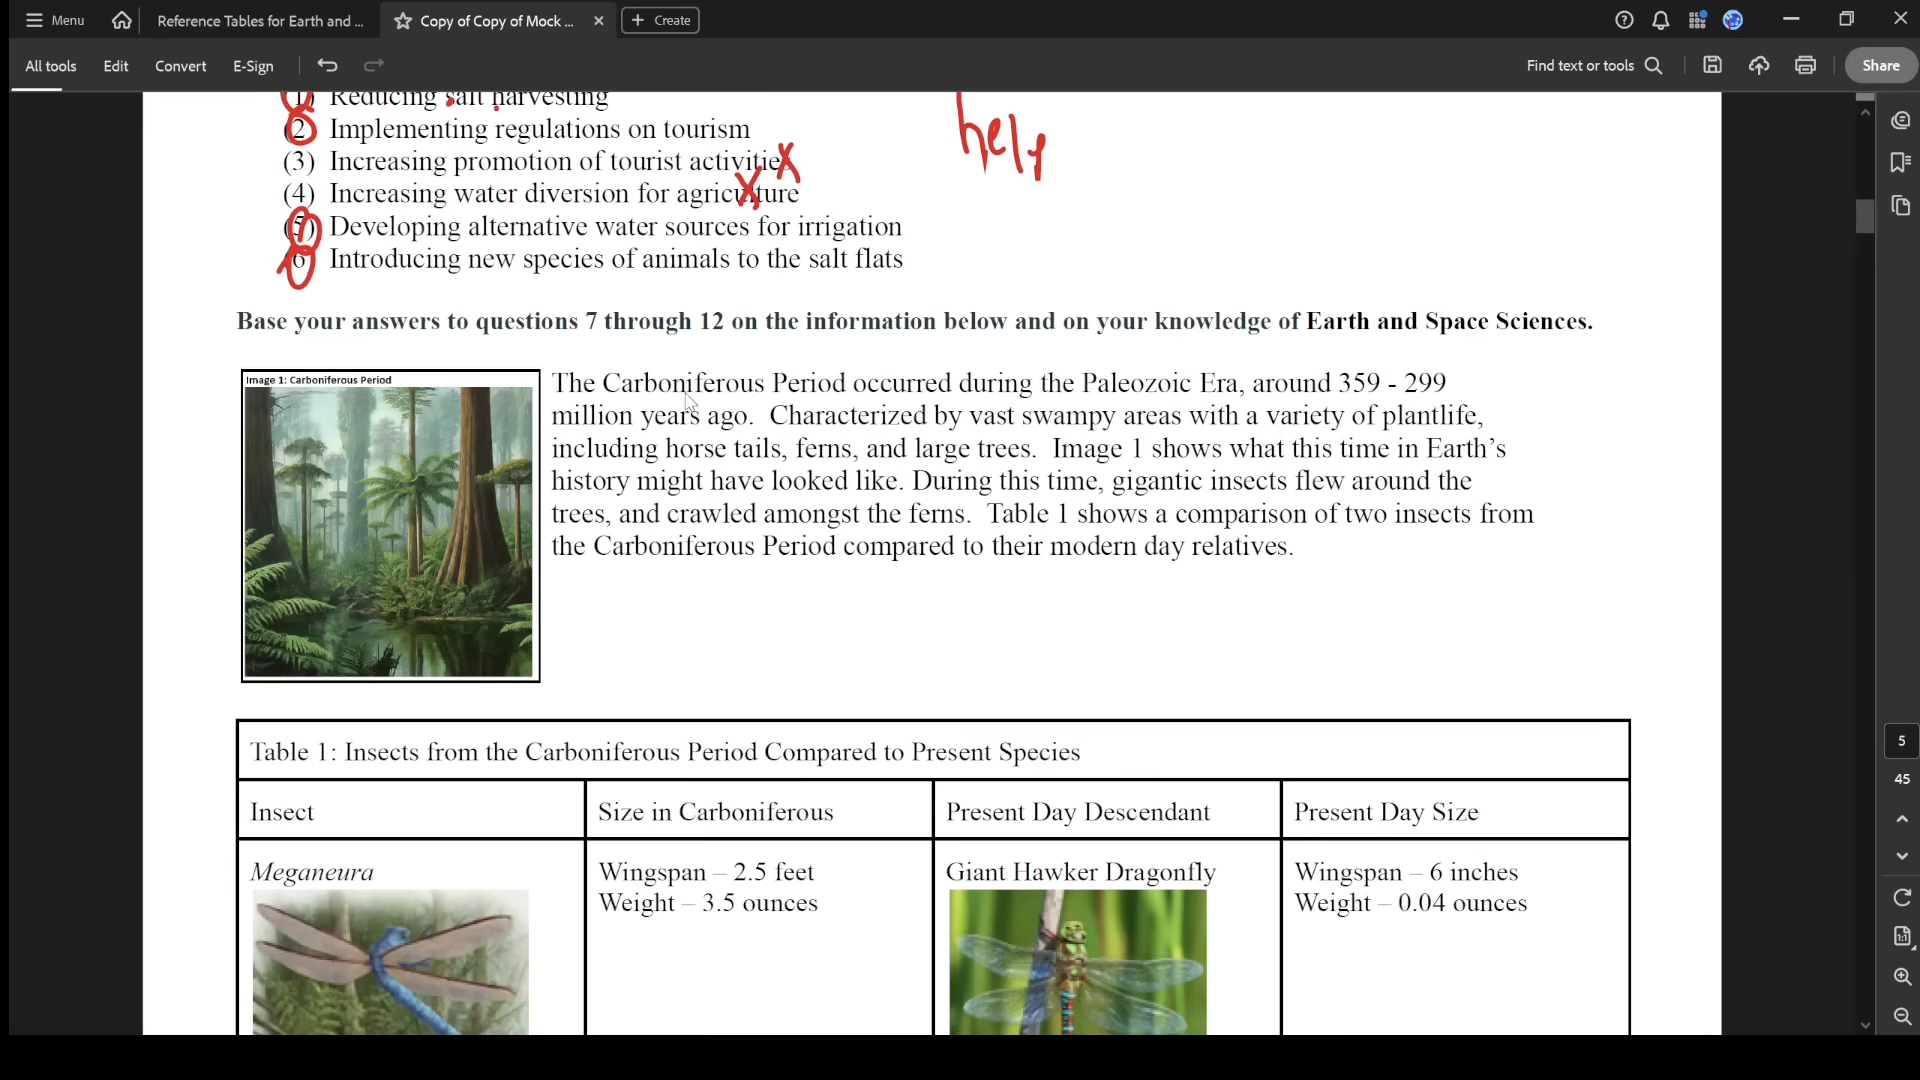 Menu
Reference Tables for Earth and ...
Copy of Copy of Mock ...
Create
All tools
Edit
Convert
E-Sign
Find text or tools
Share
(1) Reducing salt harvesting
(2) Implementing regulations on tourism
(3) Increasing promotion of tourist activities
(4) Increasing water diversion for agriculture
(5) Developing alternative water sources for irrigation
(6) Introducing new species of animals to the salt flats
help
Base your answers to questions 7 through 12 on the information below and on your knowledge of Earth and Space Sciences.
Image 1: Carboniferous Period
The Carboniferous Period occurred during the Paleozoic Era, around 359 - 299
million years ago. Characterized by vast swampy areas with a variety of plantlife,
including horse tails, ferns, and large trees. Image 1 shows what this time in Earth’s
history might have looked like. During this time, gigantic insects flew around the
trees, and crawled amongst the ferns. Table 1 shows a comparison of two insects from
the Carboniferous Period compared to their modern day relatives.
Table 1: Insects from the Carboniferous Period Compared to Present Species
Insect
Size in Carboniferous
Present Day Descendant
Present Day Size
Meganeura
Wingspan – 2.5 feet
Weight – 3.5 ounces
Giant Hawker Dragonfly
Wingspan – 6 inches
Weight – 0.04 ounces
5
45
1:1